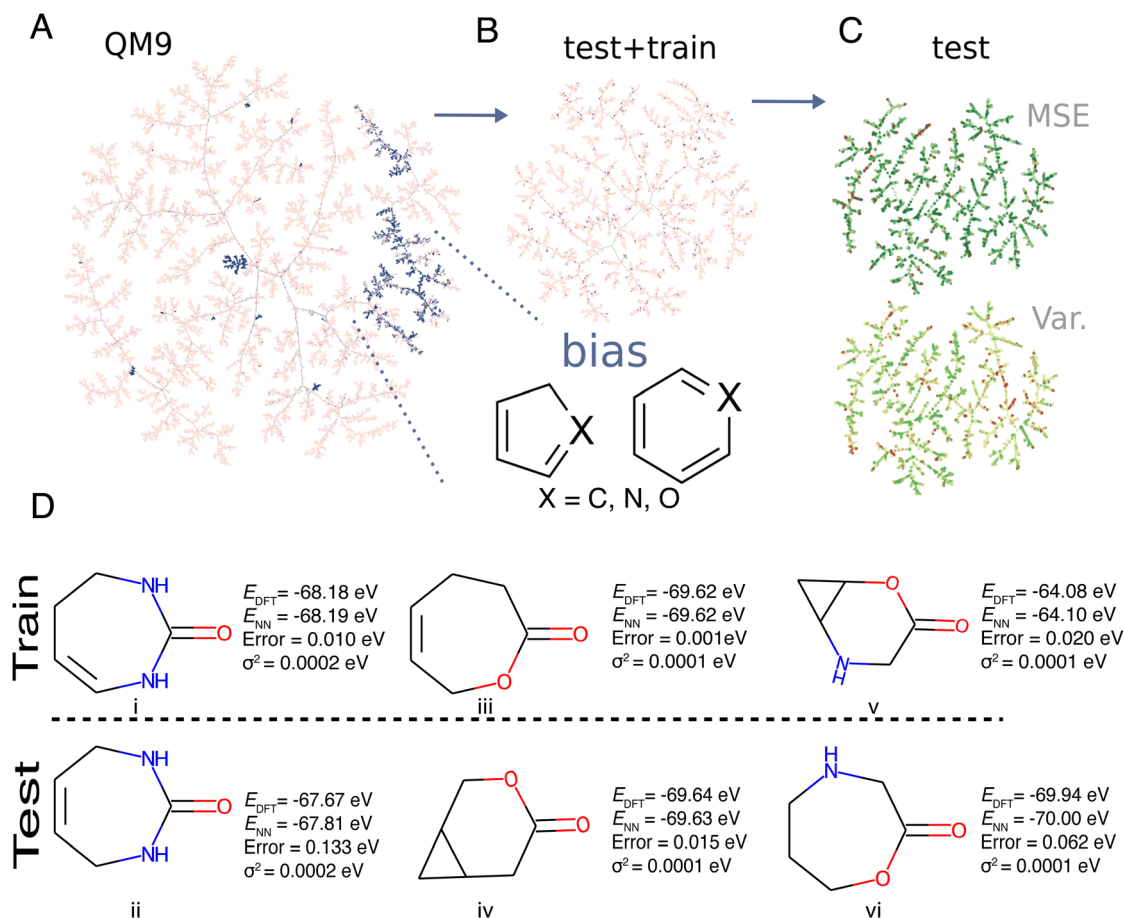 A
QM9
B
test+train
C
test
MSE
Var.
bias
X
X
X = C, N, O
D
Train
NH
O
NH
i
E_DFT= -68.18 eV
E_NN= -68.19 eV
Error = 0.010 eV
σ² = 0.0002 eV
O
O
iii
E_DFT= -69.62 eV
E_NN= -69.62 eV
Error = 0.001eV
σ² = 0.0001 eV
O
O
N
H
v
E_DFT= -64.08 eV
E_NN= -64.10 eV
Error = 0.020 eV
σ² = 0.0001 eV
Test
NH
O
NH
ii
E_DFT= -67.67 eV
E_NN= -67.81 eV
Error = 0.133 eV
σ² = 0.0002 eV
O
O
iv
E_DFT= -69.64 eV
E_NN= -69.63 eV
Error = 0.015 eV
σ² = 0.0001 eV
H
N
O
O
vi
E_DFT= -69.94 eV
E_NN= -70.00 eV
Error = 0.062 eV
σ² = 0.0001 eV